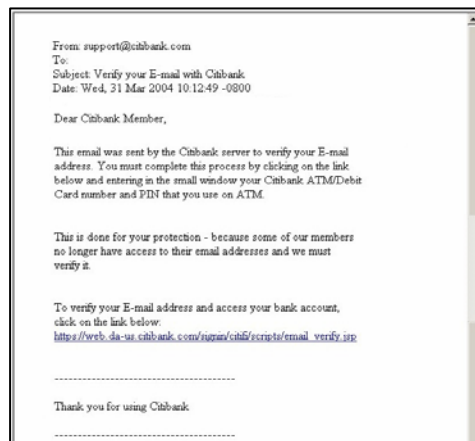 From: support@citibank.com
To:
Subject: Verify your E-mail with Citibank
Date: Wed, 31 Mar 2004 10:12:49 -0800
Dear Citibank Member,
This email was sent by the Citibank server to verify your E-mail
address. You must complete this process by clicking on the link
below and entering in the small window your Citibank ATM/Debit
Card number and PIN that you use on ATM.
This is done for your protection - because some of our members
no longer have access to their email addresses and we must
verify it.
To verify your E-mail address and access your bank account,
click on the link below:
https://web.da-us.citibank.com/signin/citifi/scripts/email_verify.jsp
--------------------------------------
Thank you for using Citibank
--------------------------------------